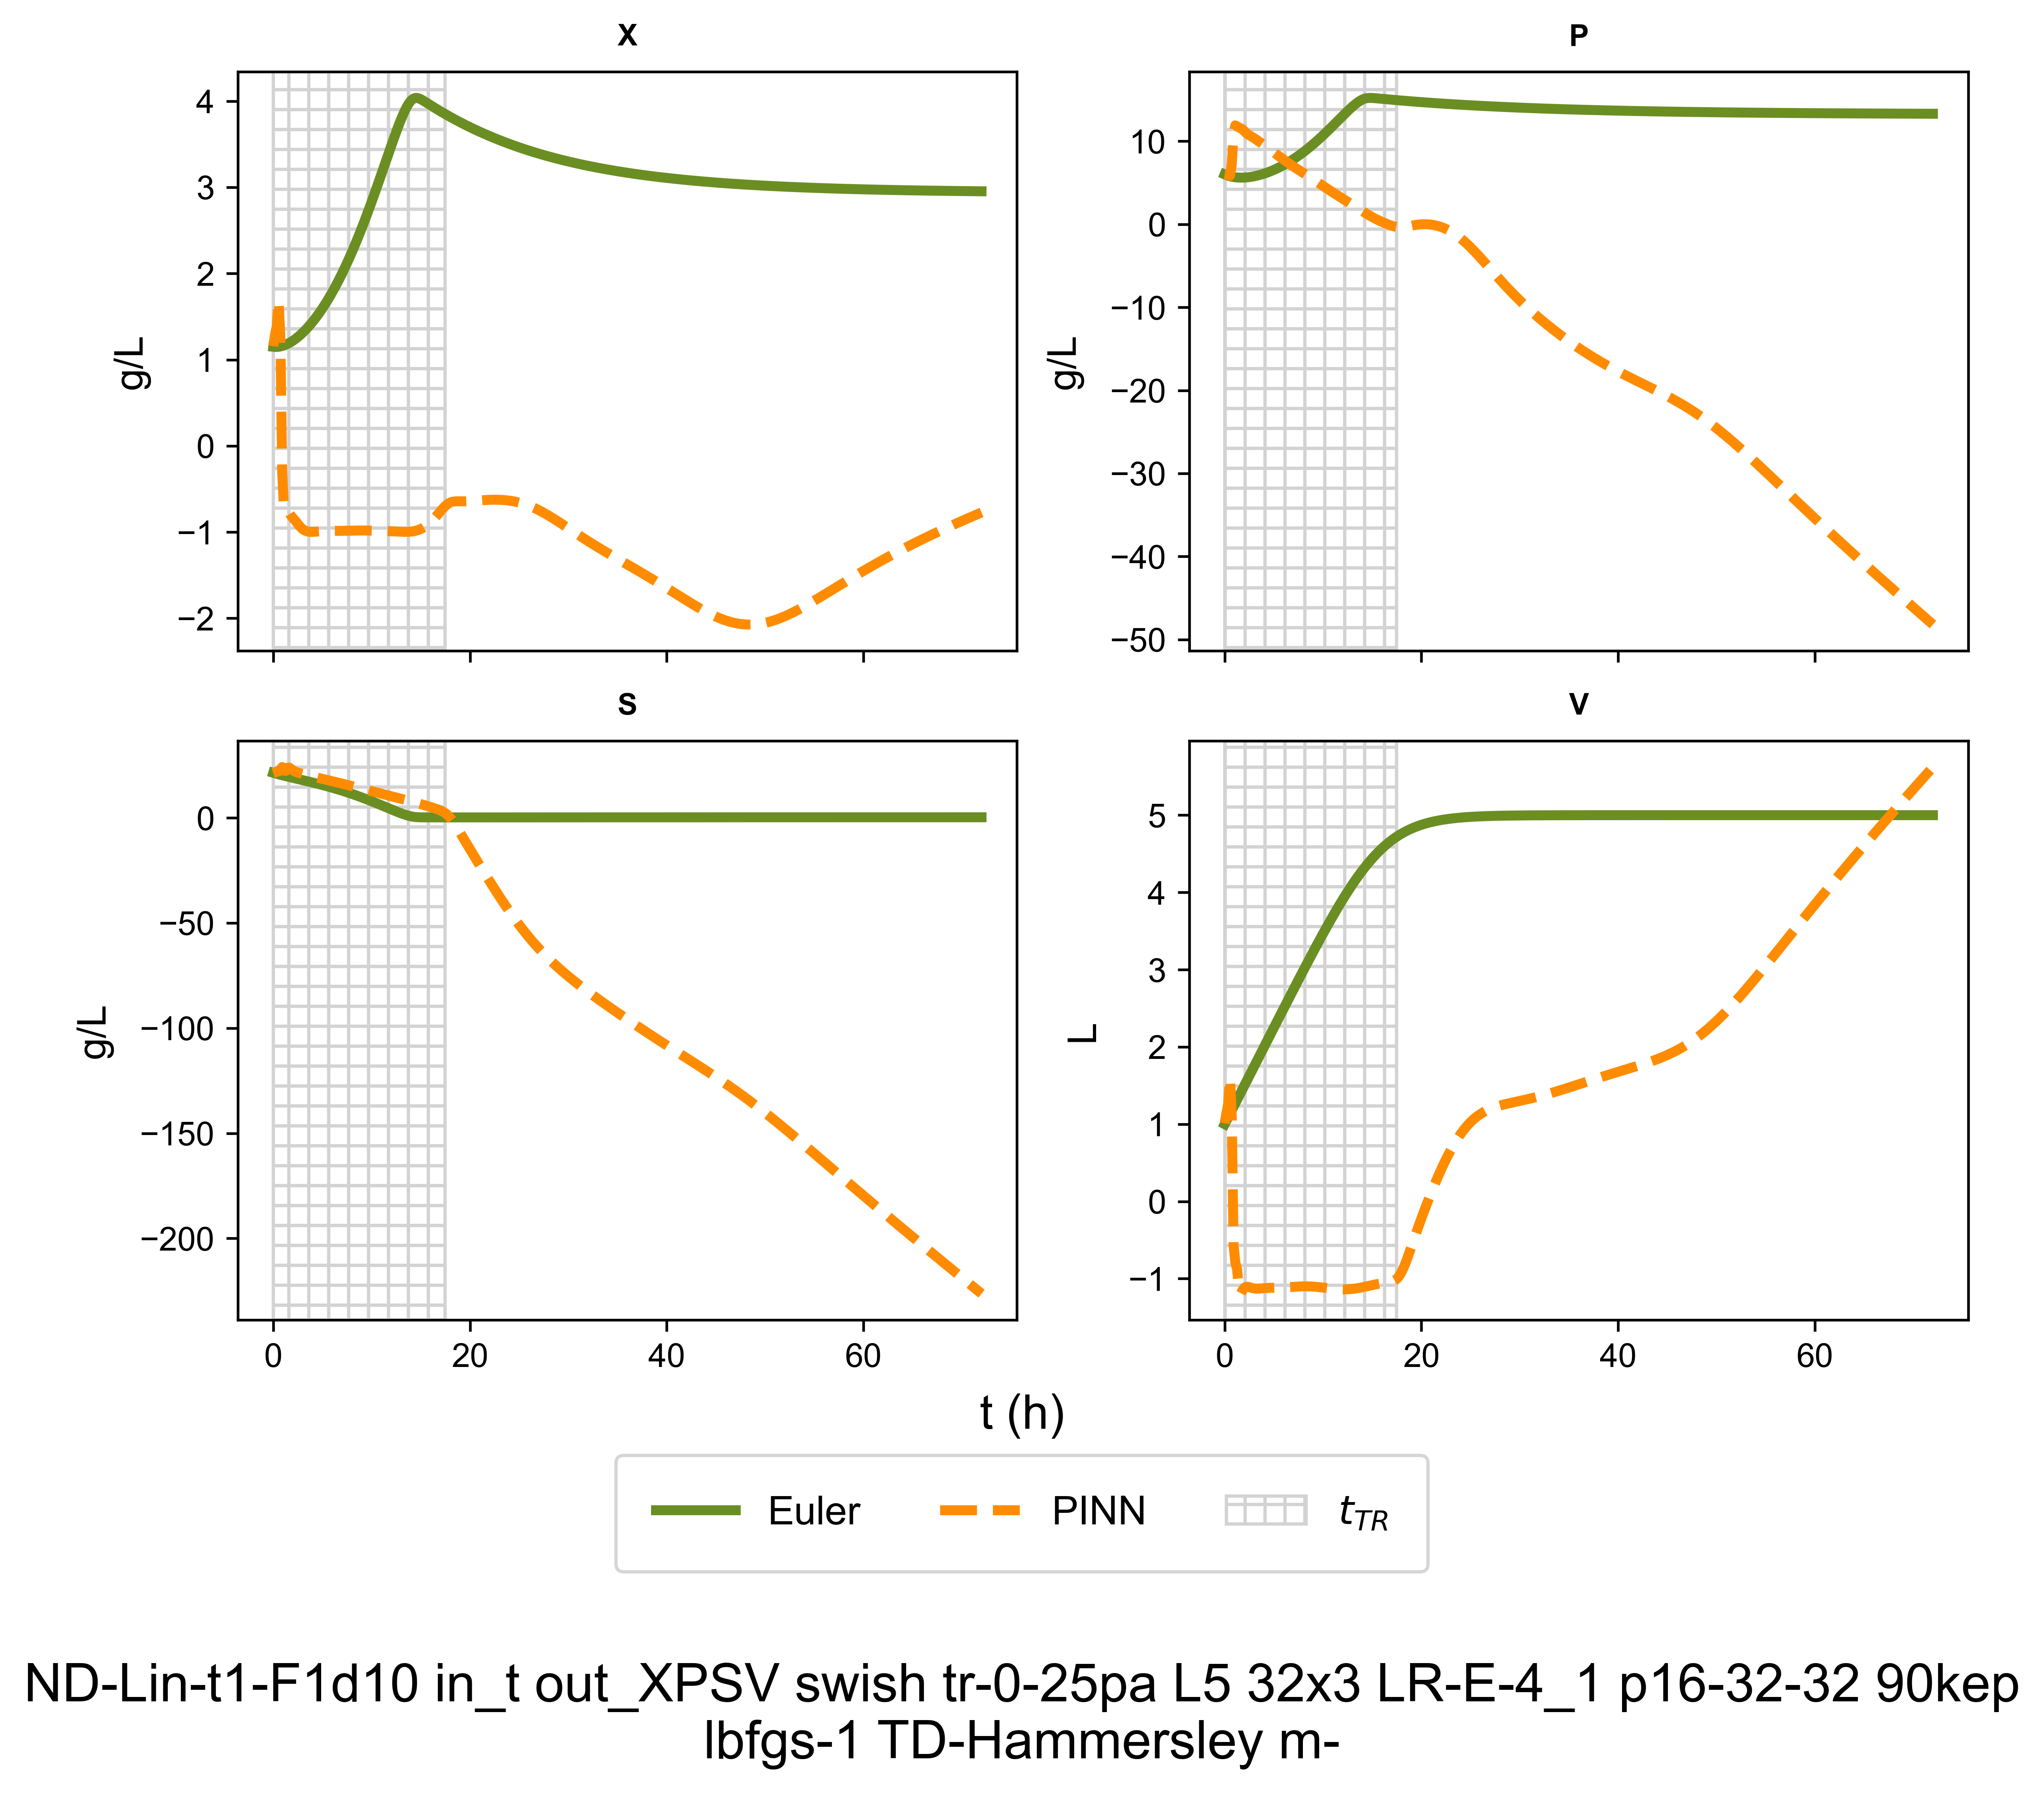 X
P
4
3
2
1
0
−1
−2
g/L
10
0
−10
−20
−30
−40
−50
g/L
S
V
0
−50
−100
−150
−200
g/L
0
20
40
60
5
4
3
2
1
0
−1
L
0
20
40
60
t (h)
Euler
PINN
t_TR
ND-Lin-t1-F1d10 in_t out_XPSV swish tr-0-25pa L5 32x3 LR-E-4_1 p16-32-32 90kep
lbfgs-1 TD-Hammersley m-